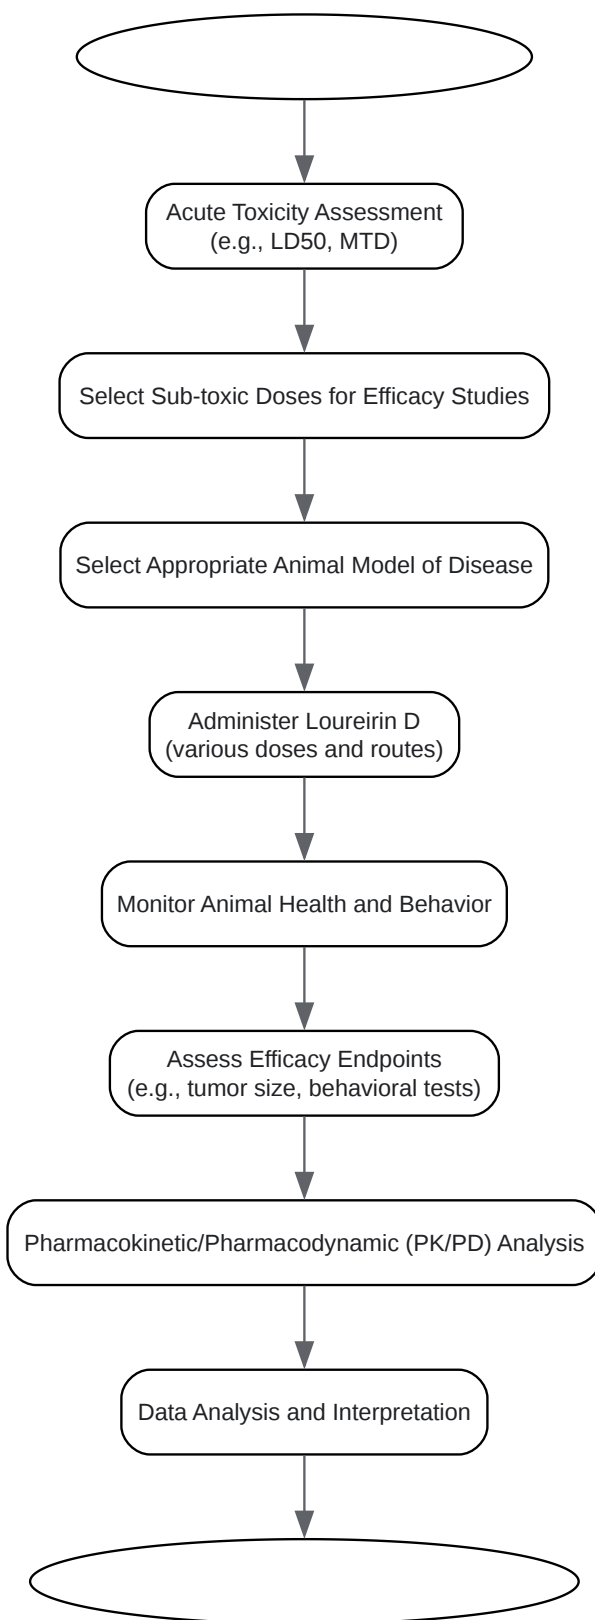 Acute Toxicity Assessment
(e.g., LD50, MTD)
Select Sub-toxic Doses for Efficacy Studies
Select Appropriate Animal Model of Disease
Administer Loureirin D
(various doses and routes)
Monitor Animal Health and Behavior
Assess Efficacy Endpoints
(e.g., tumor size, behavioral tests)
Pharmacokinetic/Pharmacodynamic (PK/PD) Analysis
Data Analysis and Interpretation